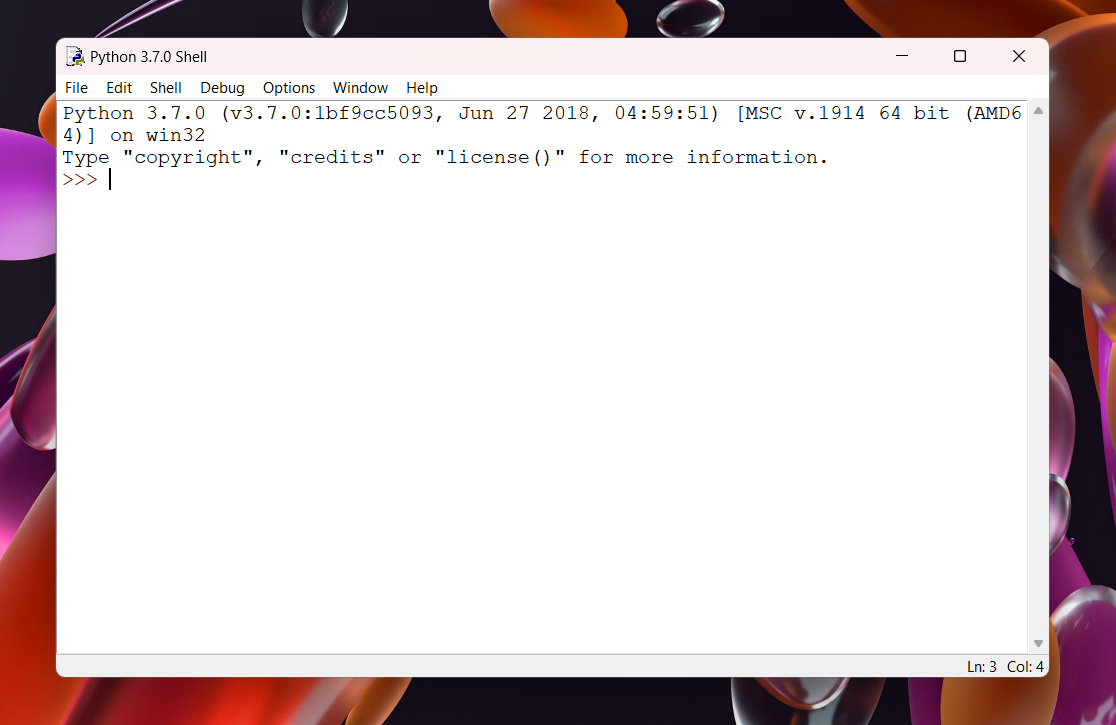 Python 3.7.0 Shell
File Edit Shell Debug Options Window Help
Python 3.7.0 (v3.7.0:1bf9cc5093, Jun 27 2018, 04:59:51) [MSC v.1914 64 bit (AMD6
4)] on win32
Type "copyright", "credits" or "license()" for more information.
>>>
Ln: 3 Col: 4